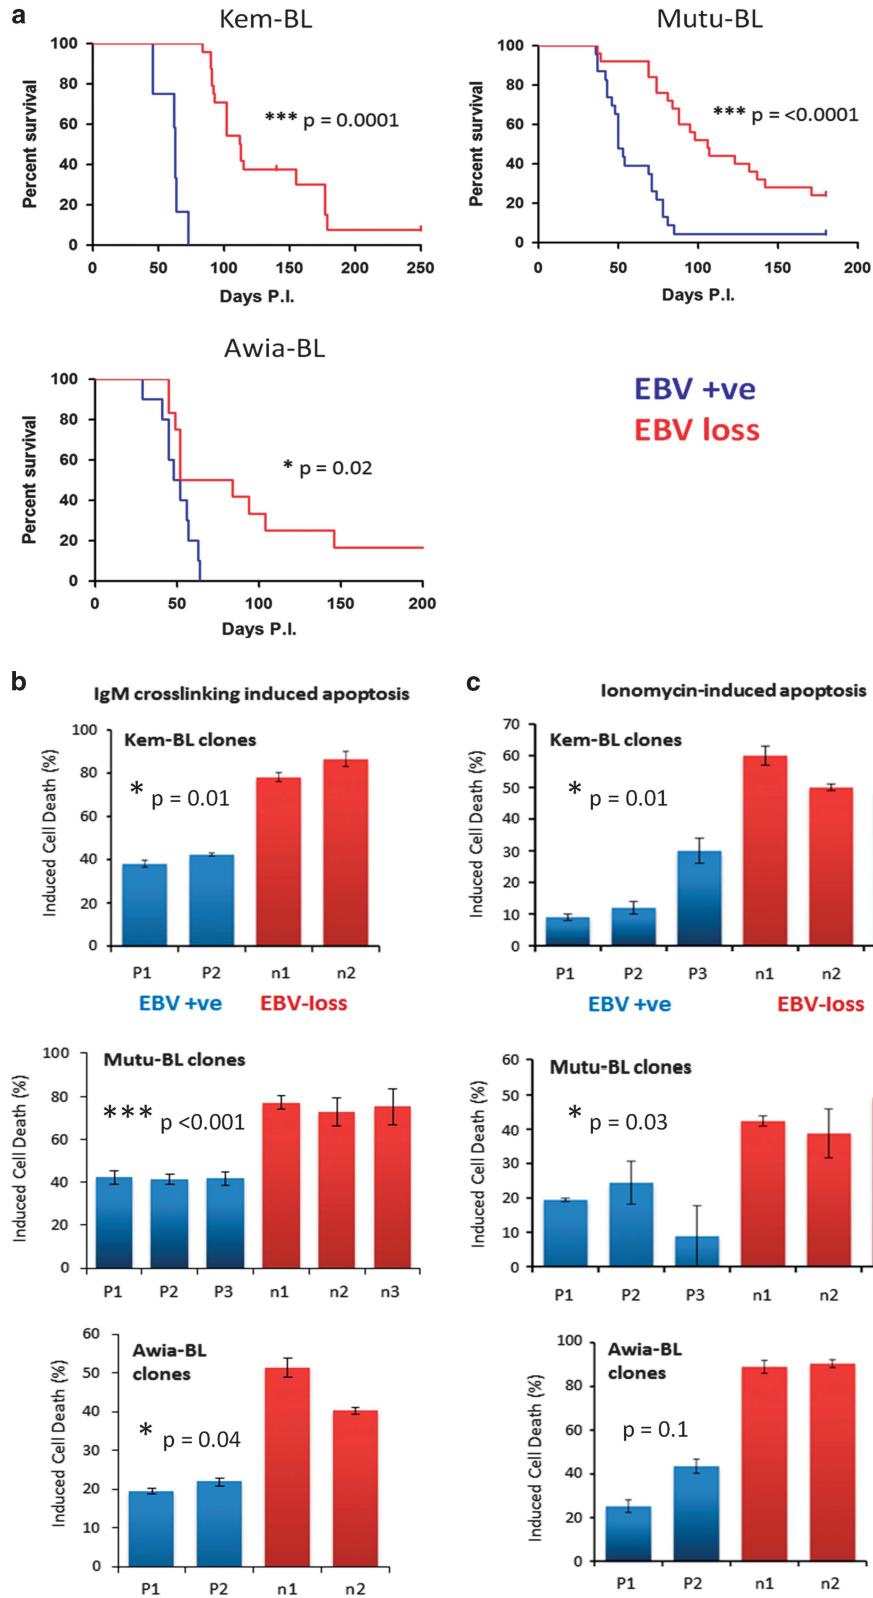 a
Kem-BL
Percent survival
100
80
60
40
20
0
*** p = 0.0001
0 50 100 150 200 250
Days P.I.
Mutu-BL
Percent survival
100
80
60
40
20
0
*** p = <0.0001
0 50 100 150 200
Days P.I.
Awia-BL
Percent survival
100
80
60
40
20
0
* p = 0.02
0 50 100 150 200
Days P.I.
EBV +ve
EBV loss
b
IgM crosslinking induced apoptosis
Induced Cell Death (%)
100
80
60
40
20
0
Kem-BL clones
* p = 0.01
P1 P2 n1 n2
EBV +ve EBV-loss
Induced Cell Death (%)
100
80
60
40
20
0
Mutu-BL clones
*** p <0.001
P1 P2 P3 n1 n2 n3
Induced Cell Death (%)
60
50
40
30
20
10
0
Awia-BL
clones
* p = 0.04
P1 P2 n1 n2
c
Ionomycin-induced apoptosis
Induced Cell Death (%)
70
60
50
40
30
20
10
0
Kem-BL clones
* p = 0.01
P1 P2 P3 n1 n2
EBV +ve EBV-loss
Induced Cell Death (%)
60
50
40
30
20
10
0
Mutu-BL clones
* p = 0.03
P1 P2 P3 n1 n2
Induced Cell Death (%)
100
80
60
40
20
0
Awia-BL
clones
p = 0.1
P1 P2 n1 n2